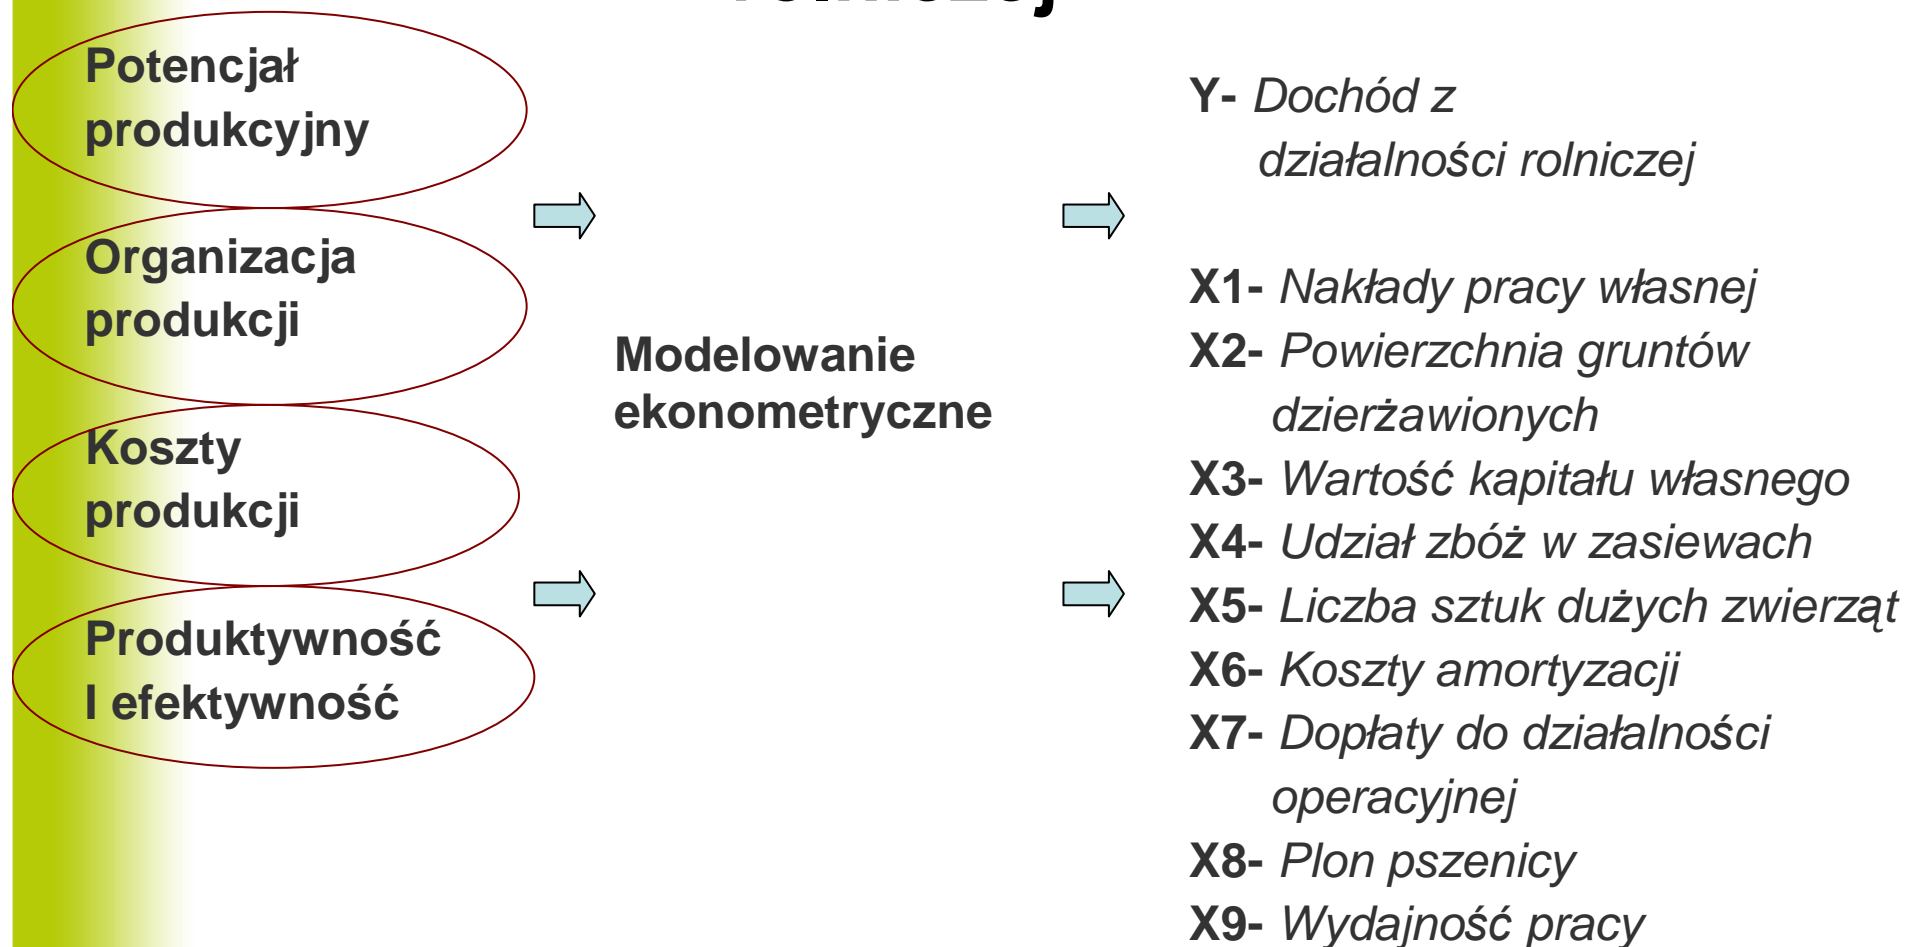 rolniczej
Potencjał
produkcyjny
Organizacja
produkcji
Koszty
produkcji
Produktywność
I efektywność
Modelowanie
ekonometryczne
Y- Dochód z
działalności rolniczej
X1- Nakłady pracy własnej
X2- Powierzchnia gruntów
dzierżawionych
X3- Wartość kapitału własnego
X4- Udział zbóż w zasiewach
X5- Liczba sztuk dużych zwierząt
X6- Koszty amortyzacji
X7- Dopłaty do działalności
operacyjnej
X8- Plon pszenicy
X9- Wydajność pracy